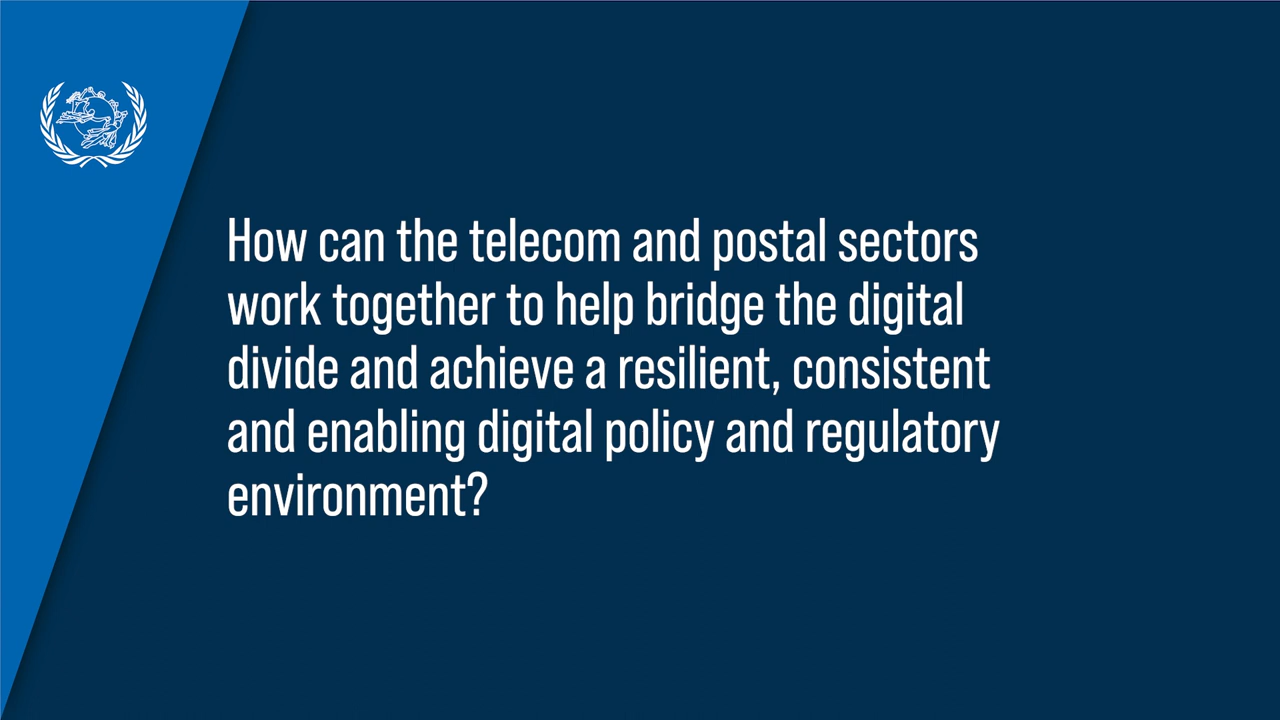 How can the telecom and postal sectors
work together to help bridge the digital
divide and achieve a resilient, consistent
and enabling digital policy and regulatory
environment?